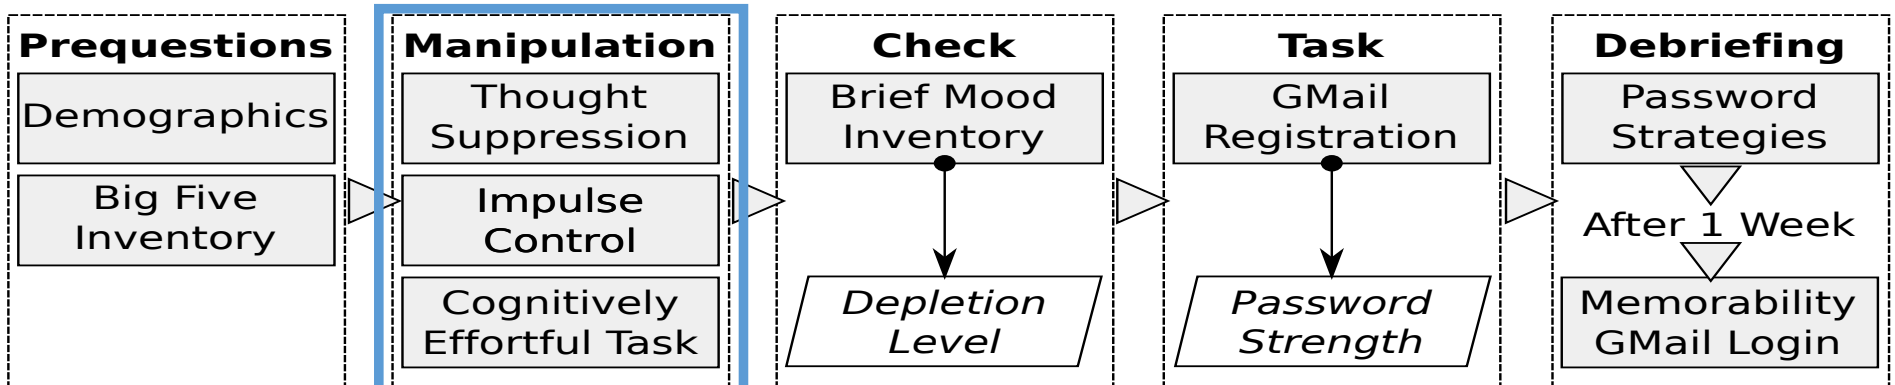 Prequestions
Demographics
Big Five
Inventory
Manipulation
Thought
Suppression
Impulse
Control
Cognitively
Effortful Task
Check
Brief Mood
Inventory
Depletion
Level
Task
GMail
Registration
Password
Strength
Debriefing
Password
Strategies
After 1 Week
Memorability
GMail Login